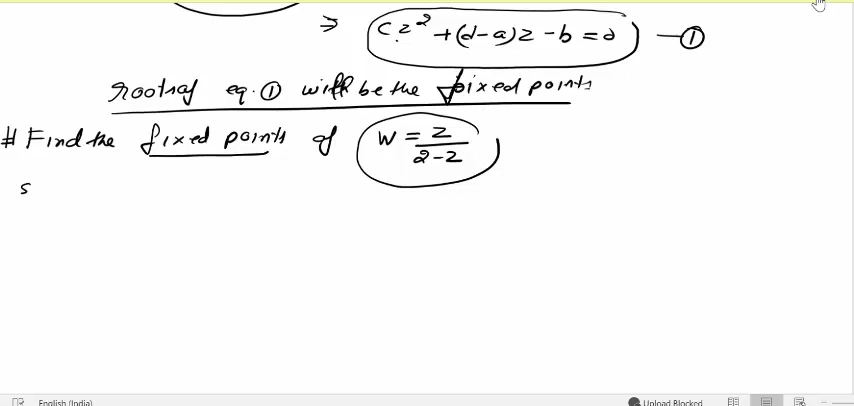 ⇒ cz² + (d-a)z - b = 0 — ①
roots of eq. ① will be the fixed points
# Find the fixed points of w = z/(2-z)
s
English (India) Upload Blocked